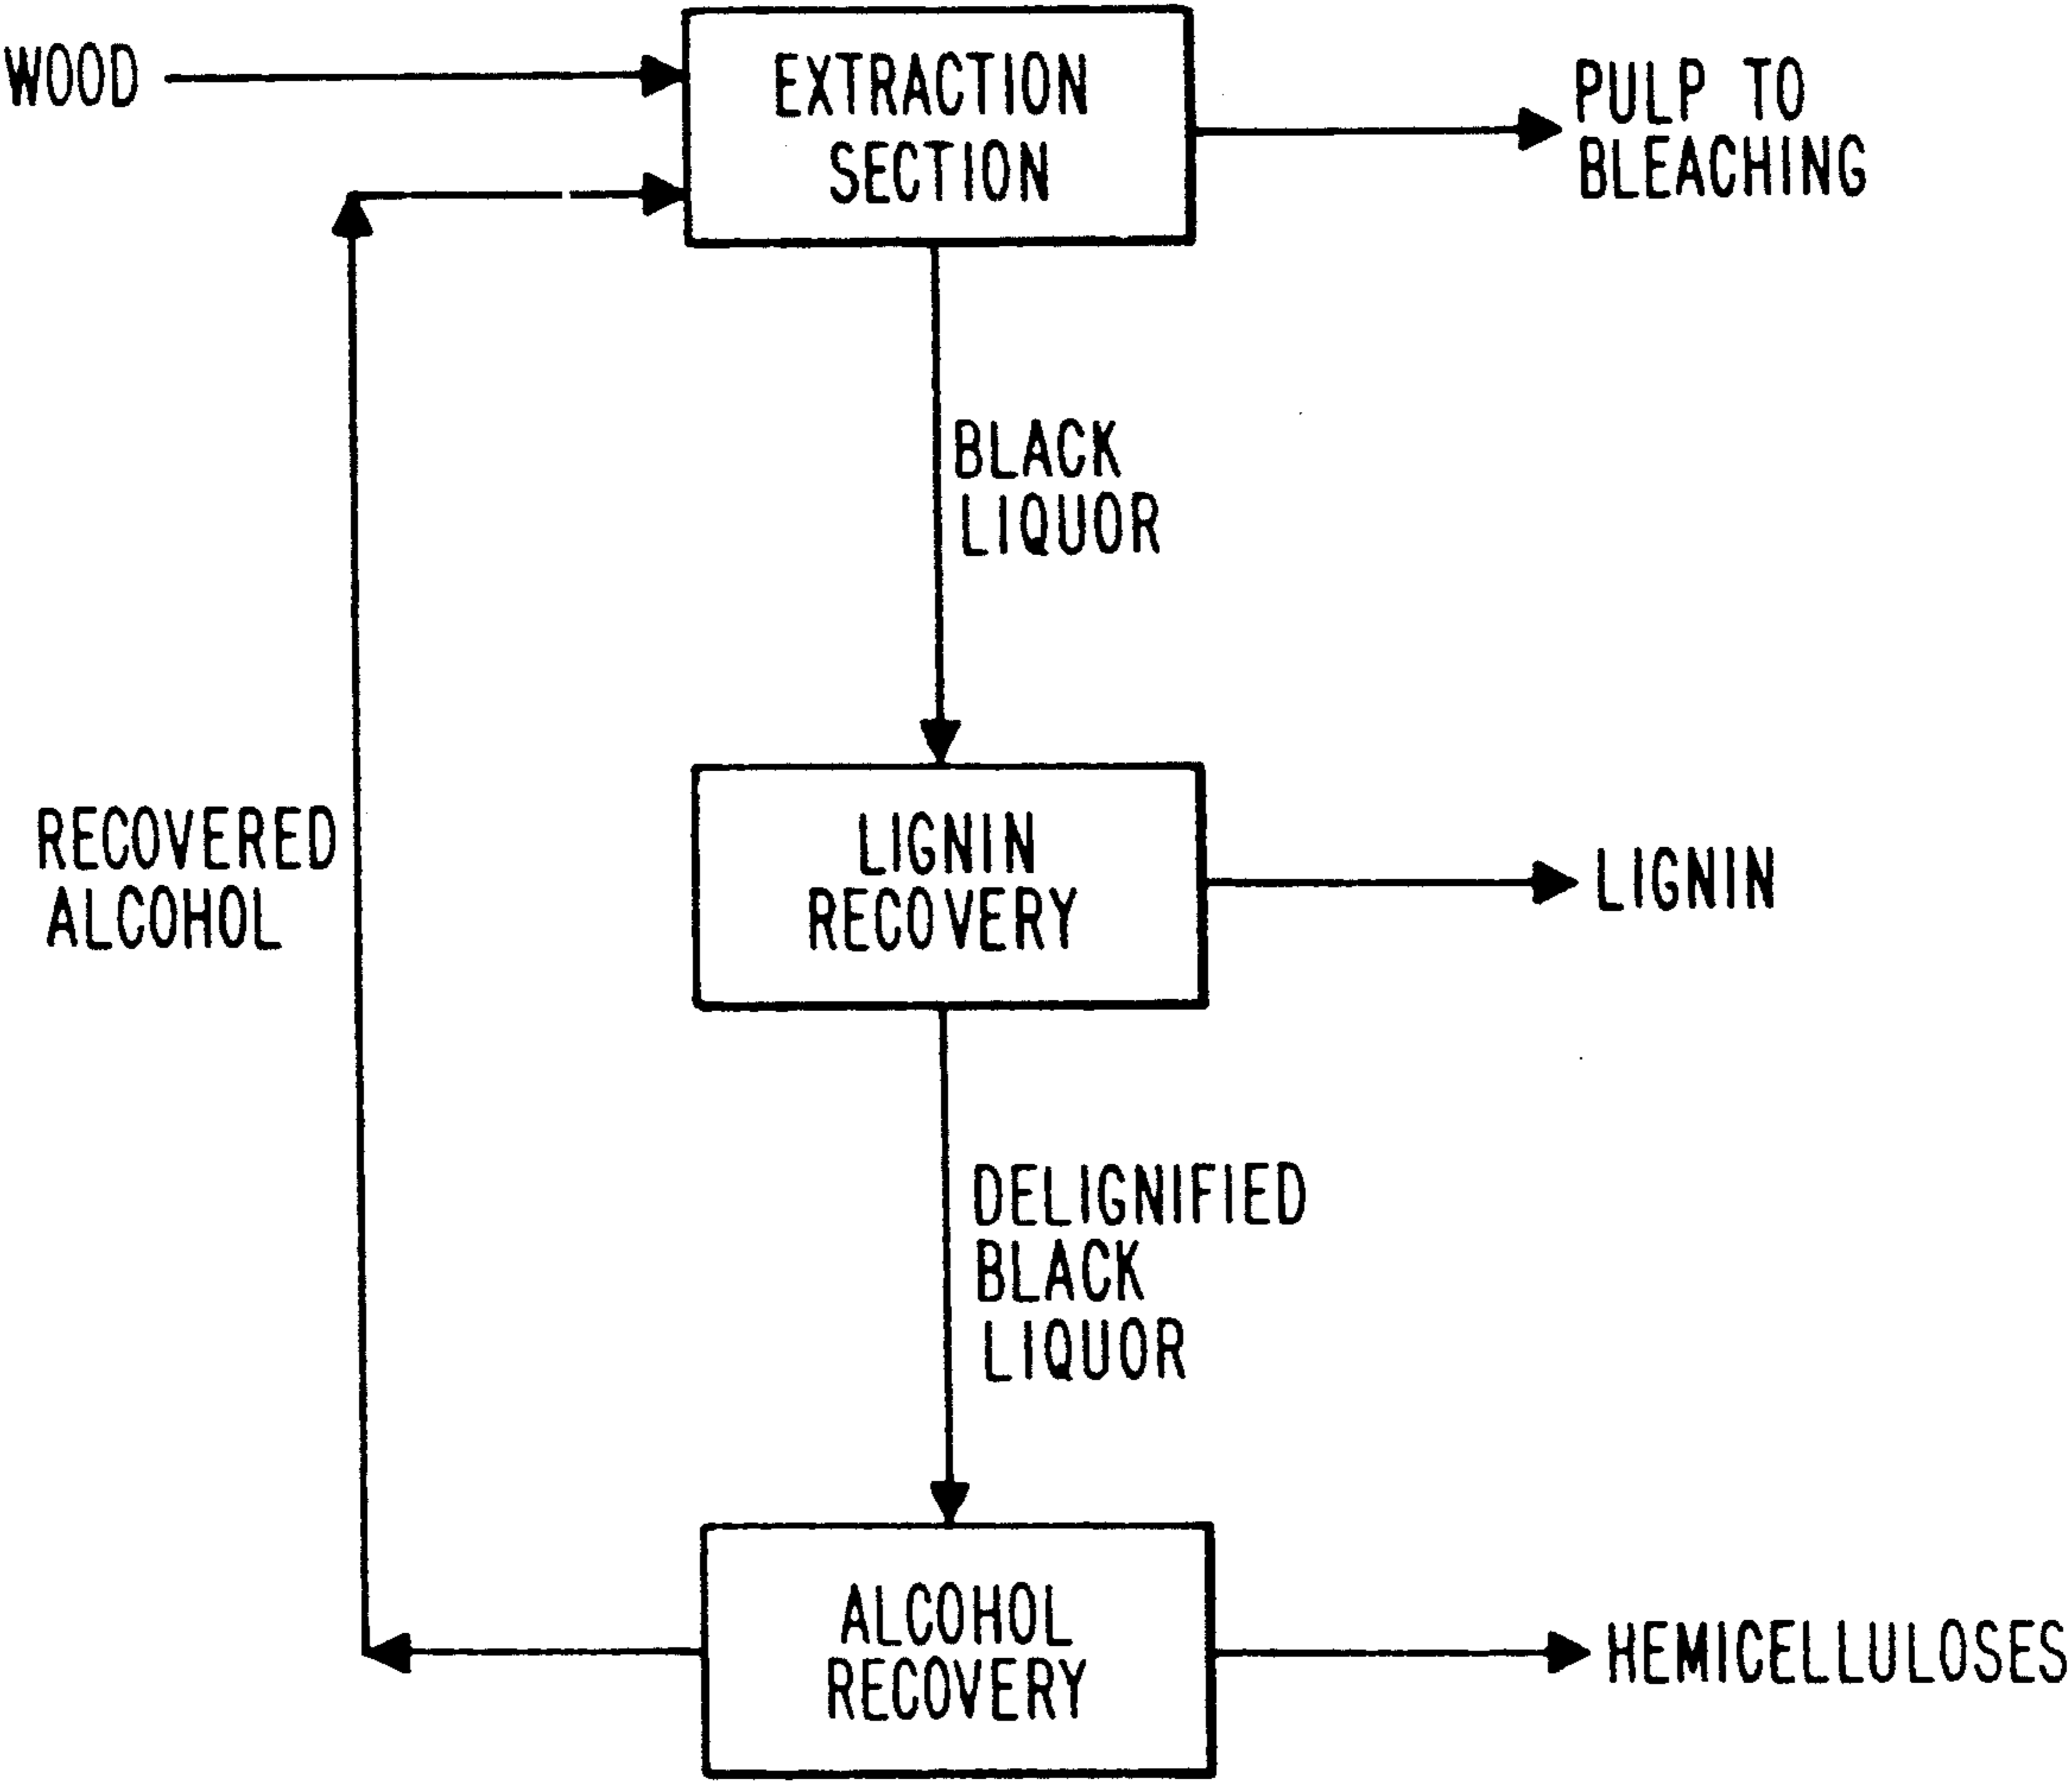 WOOD
EXTRACTION
SECTION
PULP TO
BLEACHING
BLACK
LIQUOR
RECOVERED
ALCOHOL
LIGNIN
RECOVERY
LIGNIN
DELIGNIFIED
BLACK
LIQUOR
ALCOHOL
RECOVERY
HEMICELLULOSES